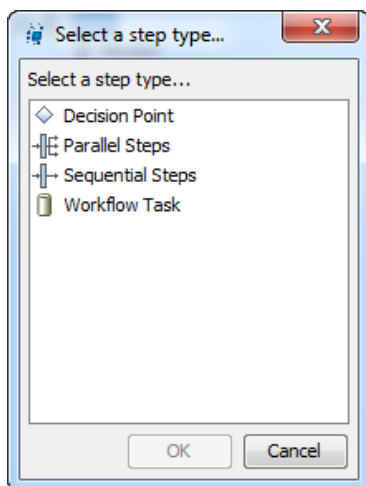 Select a step type...
Select a step type...
Decision Point
Parallel Steps
Sequential Steps
Workflow Task
OK Cancel